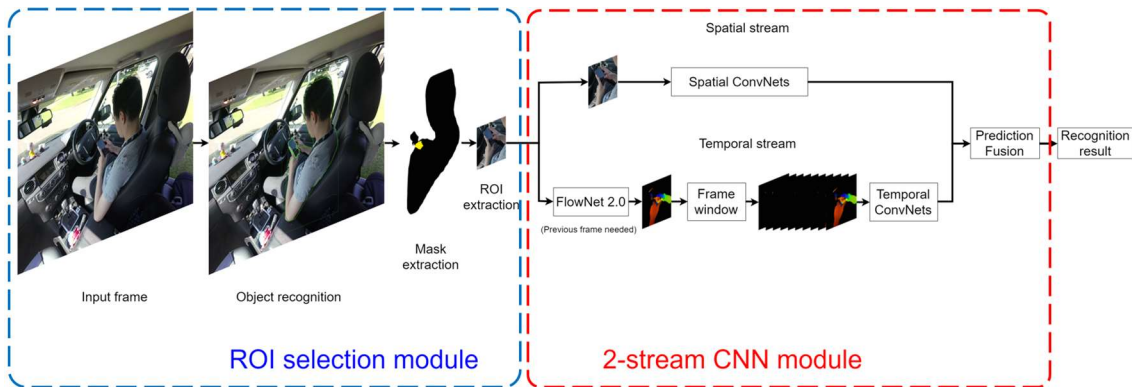 Spatial stream
Spatial ConvNets
Temporal stream
Prediction
Fusion
Recognition
result
ROI
extraction
FlowNet 2.0
(Previous frame needed)
Frame
window
Temporal
ConvNets
Mask
extraction
Input frame
Object recognition
ROI selection module
2-stream CNN module